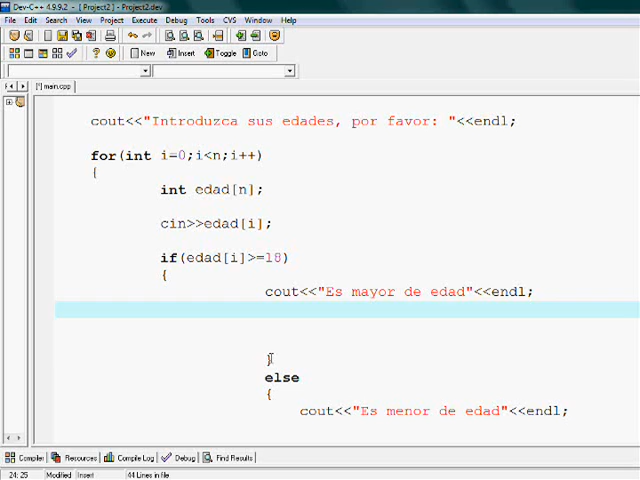 Dev-C++ 4.9.9.2 - [ Project2 ] - Project2.dev
File Edit Search View Project Execute Debug Tools CVS Window Help
New Insert Toggle Goto
[*] main.cpp
cout<<"Introduzca sus edades, por favor: "<<endl;
for(int i=0;i<n;i++)
{
int edad[n];
cin>>edad[i];
if(edad[i]>=18)
{
cout<<"Es mayor de edad"<<endl;
}
else
{
cout<<"Es menor de edad"<<endl;
Compiler Resources Compile Log Debug Find Results
24: 25 Modified Insert 44 Lines in file